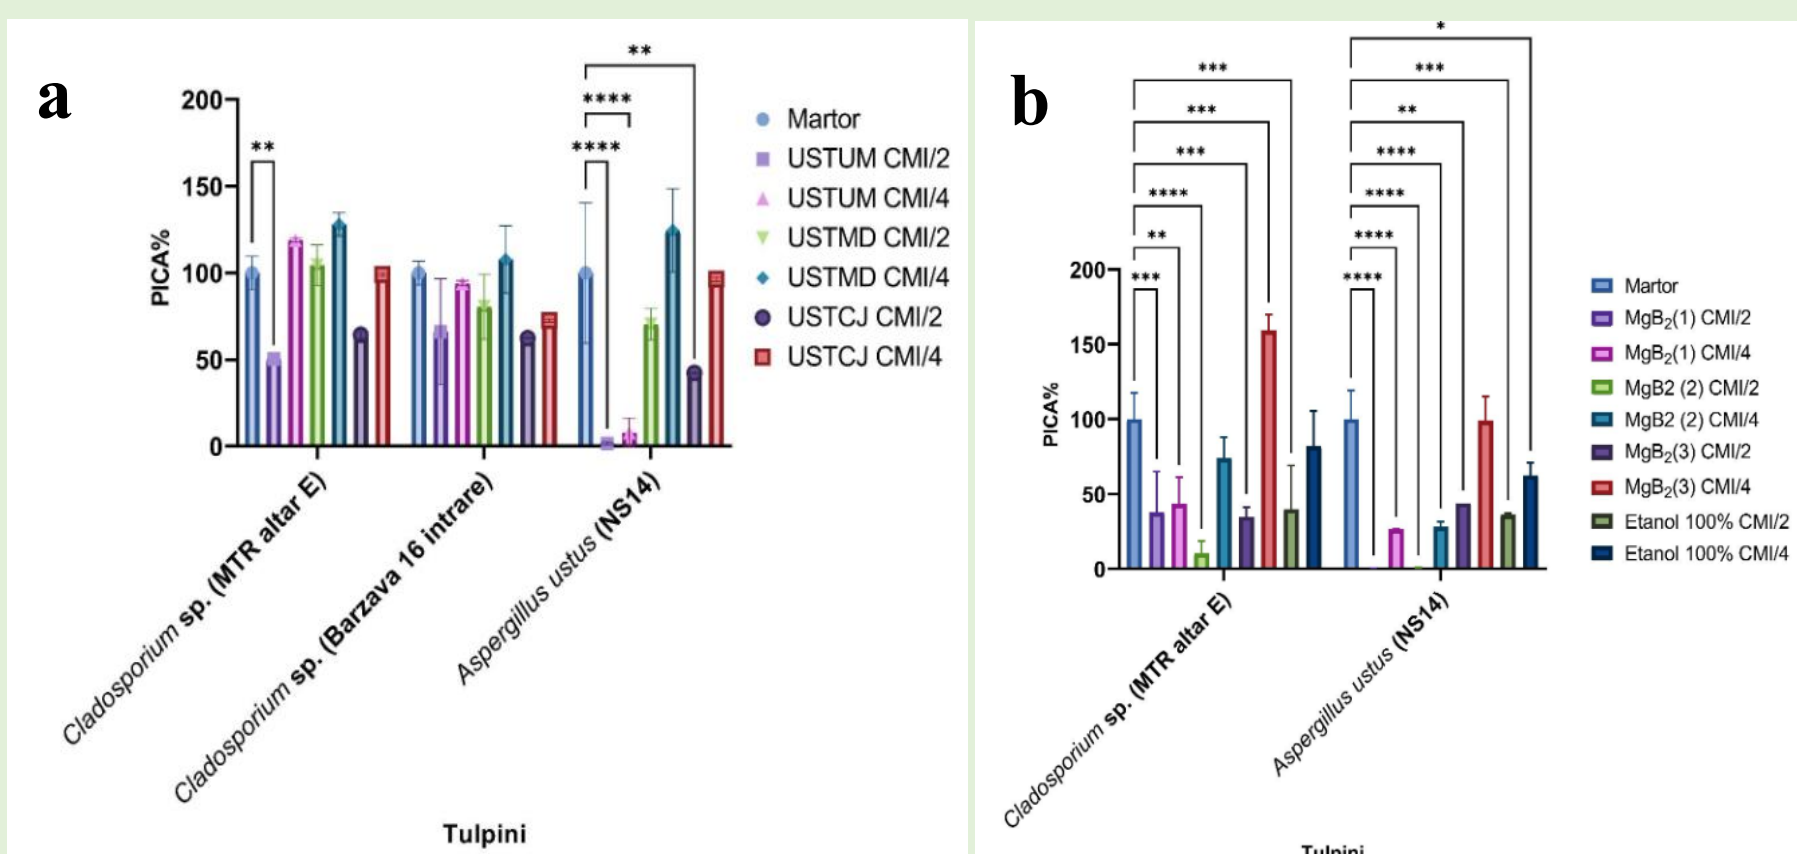 a
**
****
****
**
200
150
100
50
0
PICA%
Martor
USTUM CMI/2
USTUM CMI/4
USTMD CMI/2
USTMD CMI/4
USTCJ CMI/2
USTCJ CMI/4
Cladosporium sp. (MTR altar E)
Cladosporium sp. (Barzava 16 intrare)
Aspergillus ustus (NS14)
Tulpini
b
*
***
***
***
**
***
****
****
****
**
****
***
****
200
150
100
50
0
PICA%
Martor
MgB₂(1) CMI/2
MgB₂(1) CMI/4
MgB2 (2) CMI/2
MgB2 (2) CMI/4
MgB₂(3) CMI/2
MgB₂(3) CMI/4
Etanol 100% CMI/2
Etanol 100% CMI/4
Cladosporium sp. (MTR altar E)
Aspergillus ustus (NS14)
Tulpini